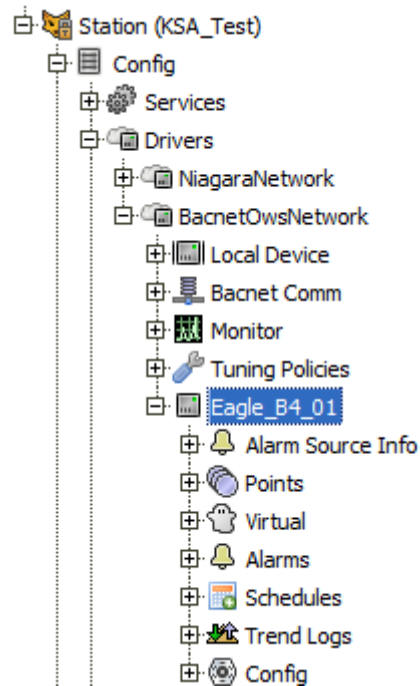 Station (KSA_Test)
Config
Services
Drivers
NiagaraNetwork
BacnetOwsNetwork
Local Device
Bacnet Comm
Monitor
Tuning Policies
Eagle_B4_01
Alarm Source Info
Points
Virtual
Alarms
Schedules
Trend Logs
Config